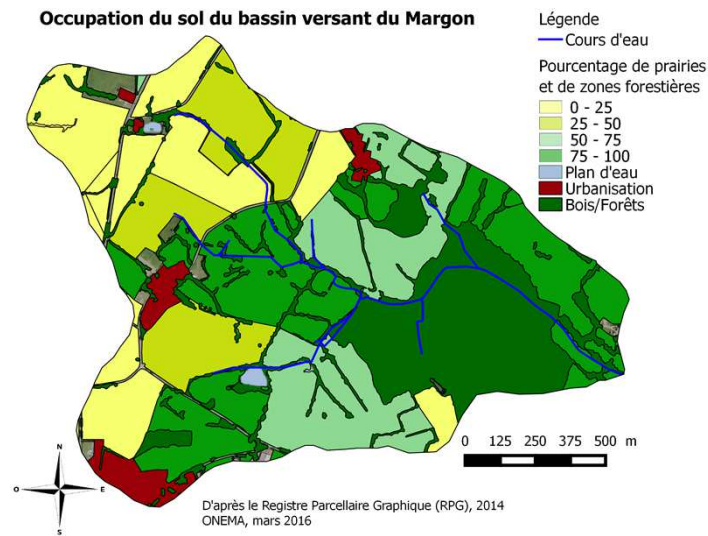 Occupation du sol du bassin versant du Margon
Légende
Cours d'eau
Pourcentage de prairies
et de zones forestières
0 - 25
25 - 50
50 - 75
75 - 100
Plan d'eau
Urbanisation
Bois/Forêts
0 125 250 375 500 m
N
O E
S
D'après le Registre Parcellaire Graphique (RPG), 2014
ONEMA, mars 2016